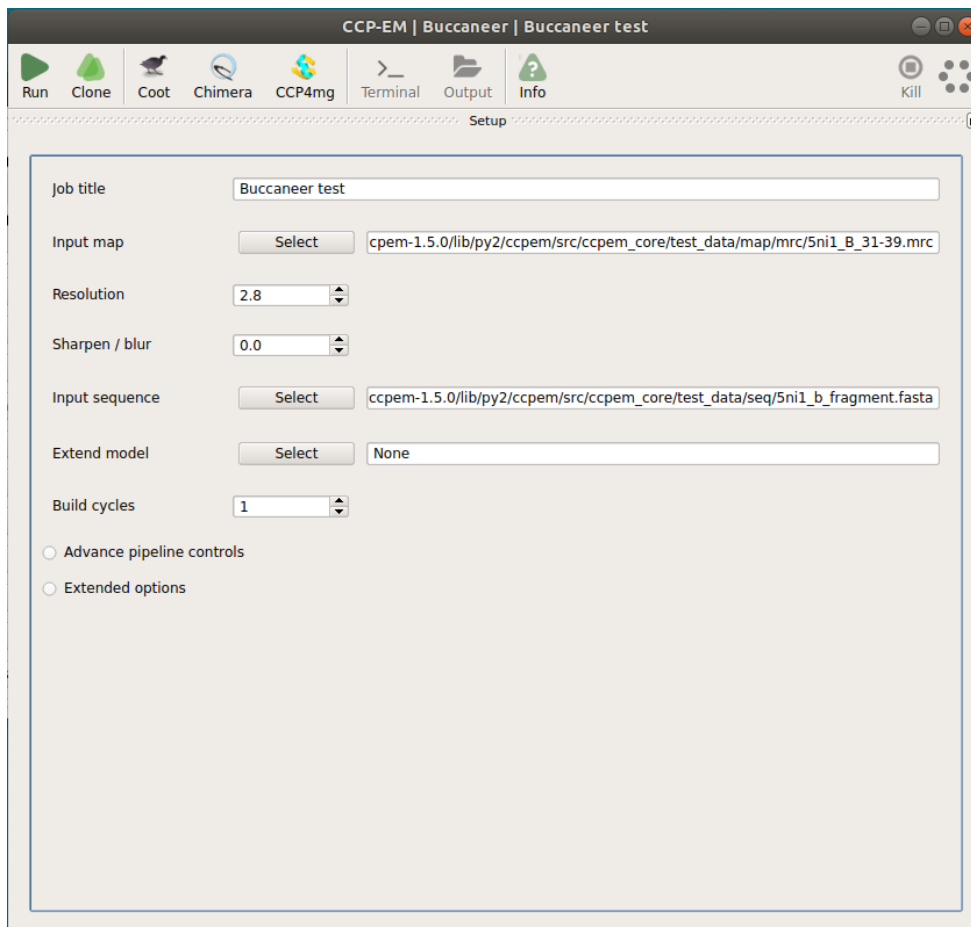 CCP-EM | Buccaneer | Buccaneer test
Run Clone Coot Chimera CCP4mg Terminal Output Info Kill
Setup
Job title Buccaneer test
Input map Select cpem-1.5.0/lib/py2/ccpem/src/ccpem_core/test_data/map/mrc/5ni1_B_31-39.mrc
Resolution 2.8
Sharpen / blur 0.0
Input sequence Select ccpem-1.5.0/lib/py2/ccpem/src/ccpem_core/test_data/seq/5ni1_b_fragment.fasta
Extend model Select None
Build cycles 1
Advance pipeline controls
Extended options